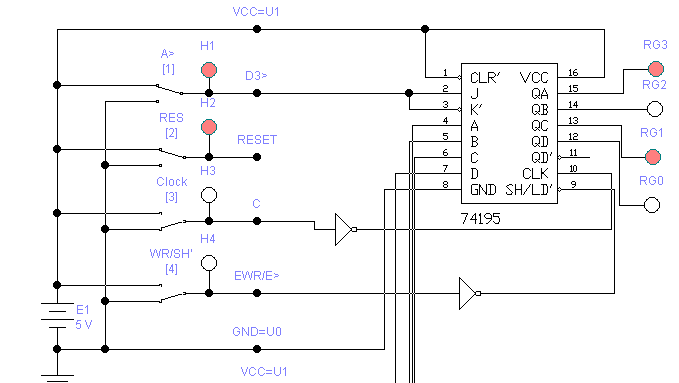 VCC=U1
A>
[1]
H1
D3>
H2
RES
[2]
RESET
H3
Clock
[3]
C
H4
WR/SH'
[4]
EWR/E>
E1
5 V
GND=U0
VCC=U1
1 CLR' VCC 16
2 J QA 15
3 K' QB 14
4 A QC 13
5 B QD 12
6 C QD' 11
7 D CLK 10
8 GND SH/LD' 9
74195
RG3
RG2
RG1
RG0